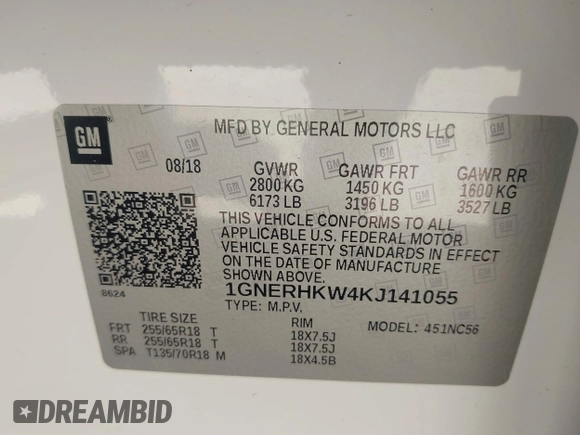 GM
MFD BY GENERAL MOTORS LLC
08/18 GVWR GAWR FRT GAWR RR
2800 KG 1450 KG 1600 KG
6173 LB 3196 LB 3527 LB
THIS VEHICLE CONFORMS TO ALL
APPLICABLE U.S. FEDERAL MOTOR
VEHICLE SAFETY STANDARDS IN EFFECT
ON THE DATE OF MANUFACTURE
SHOWN ABOVE.
8624
1GNERHKW4KJ141055
TYPE: M.P.V.
TIRE SIZE RIM MODEL: 451NC56
FRT 255/65R18 T 18X7.5J
RR 255/65R18 T 18X7.5J
SPA T135/70R18 M 18X4.5B
DREAMBID